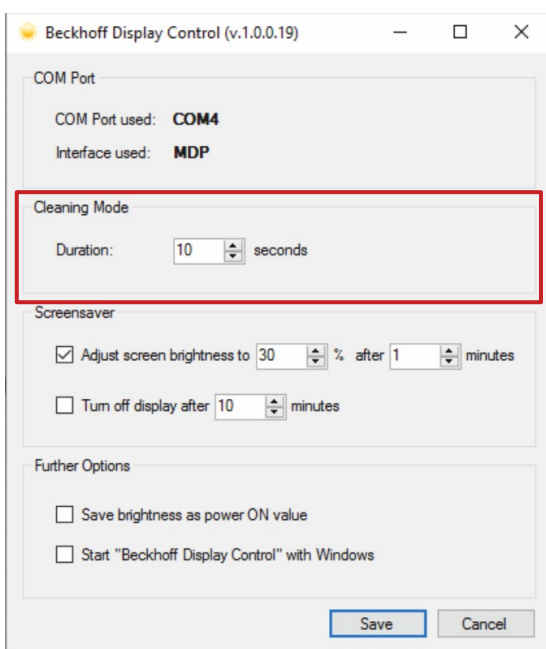 Beckhoff Display Control (v.1.0.0.19)
COM Port
COM Port used: COM4
Interface used: MDP
Cleaning Mode
Duration: 10 seconds
Screensaver
Adjust screen brightness to 30 % after 1 minutes
Turn off display after 10 minutes
Further Options
Save brightness as power ON value
Start "Beckhoff Display Control" with Windows
Save Cancel